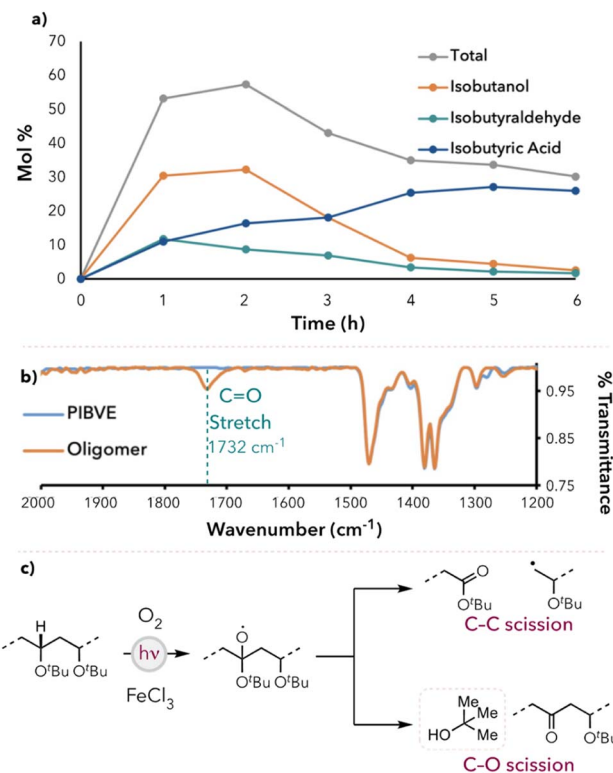 a)
70
60
50
40
30
20
10
0
Mol %
Total
Isobutanol
Isobutyraldehyde
Isobutyric Acid
0 1 2 3 4 5 6
Time (h)
b)
PIBVE
Oligomer
C=O
Stretch
1732 cm⁻¹
0.95
0.85
0.75
% Transmittance
2000 1900 1800 1700 1600 1500 1400 1300 1200
Wavenumber (cm⁻¹)
c)
H
OᵗBu OᵗBu
O₂
hν
FeCl₃
O
OᵗBu OᵗBu
O
OᵗBu
OᵗBu
C-C scission
Me
Me
HO
Me
O
OᵗBu
C-O scission